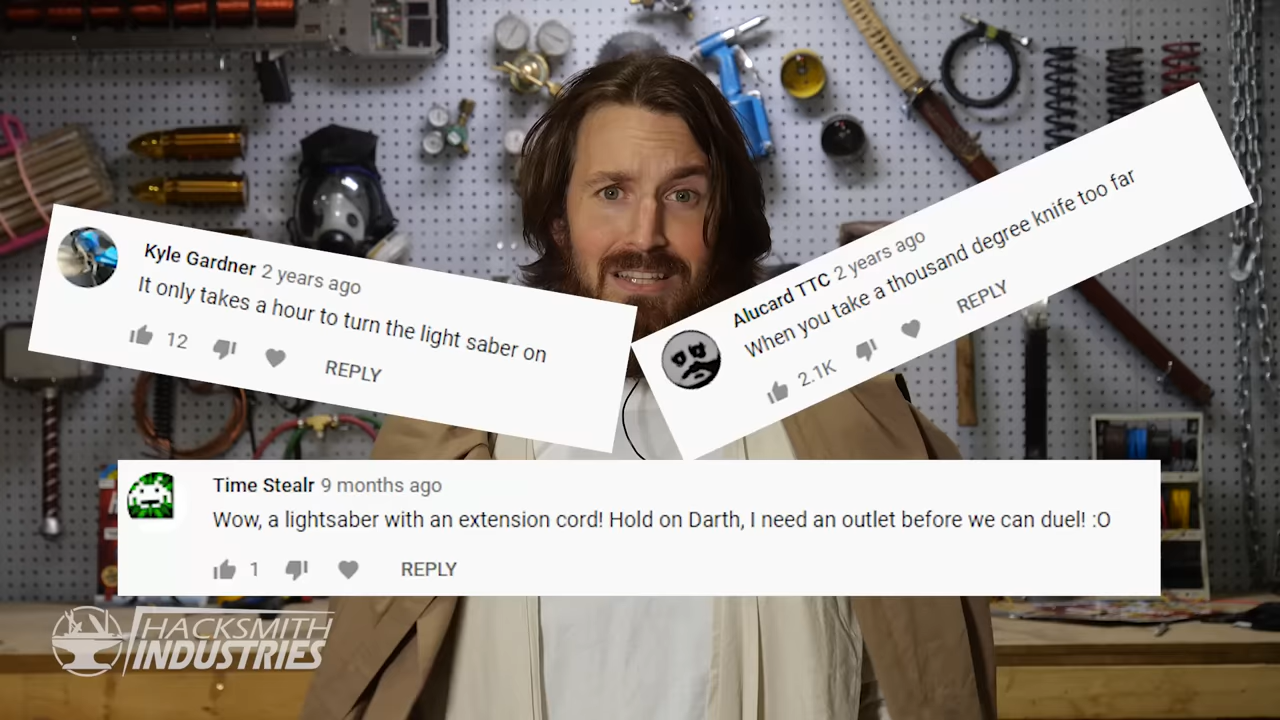 Kyle Gardner 2 years ago
It only takes a hour to turn the light saber on
12 REPLY
Alucard TTC 2 years ago
When you take a thousand degree knife too far
2.1K REPLY
Time Stealr 9 months ago
Wow, a lightsaber with an extension cord! Hold on Darth, I need an outlet before we can duel! :O
1 REPLY
HACKSMITH
INDUSTRIES